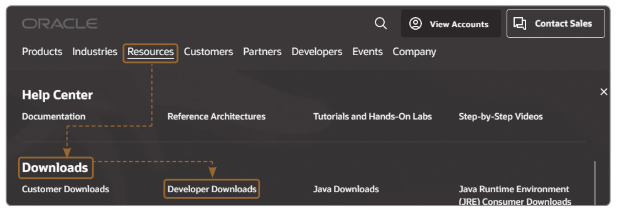 ORACLE
View Accounts
Contact Sales
Products Industries Resources Customers Partners Developers Events Company
Help Center
Documentation Reference Architectures Tutorials and Hands-On Labs Step-by-Step Videos
Downloads
Customer Downloads Developer Downloads Java Downloads Java Runtime Environment
(JRE) Consumer Downloads